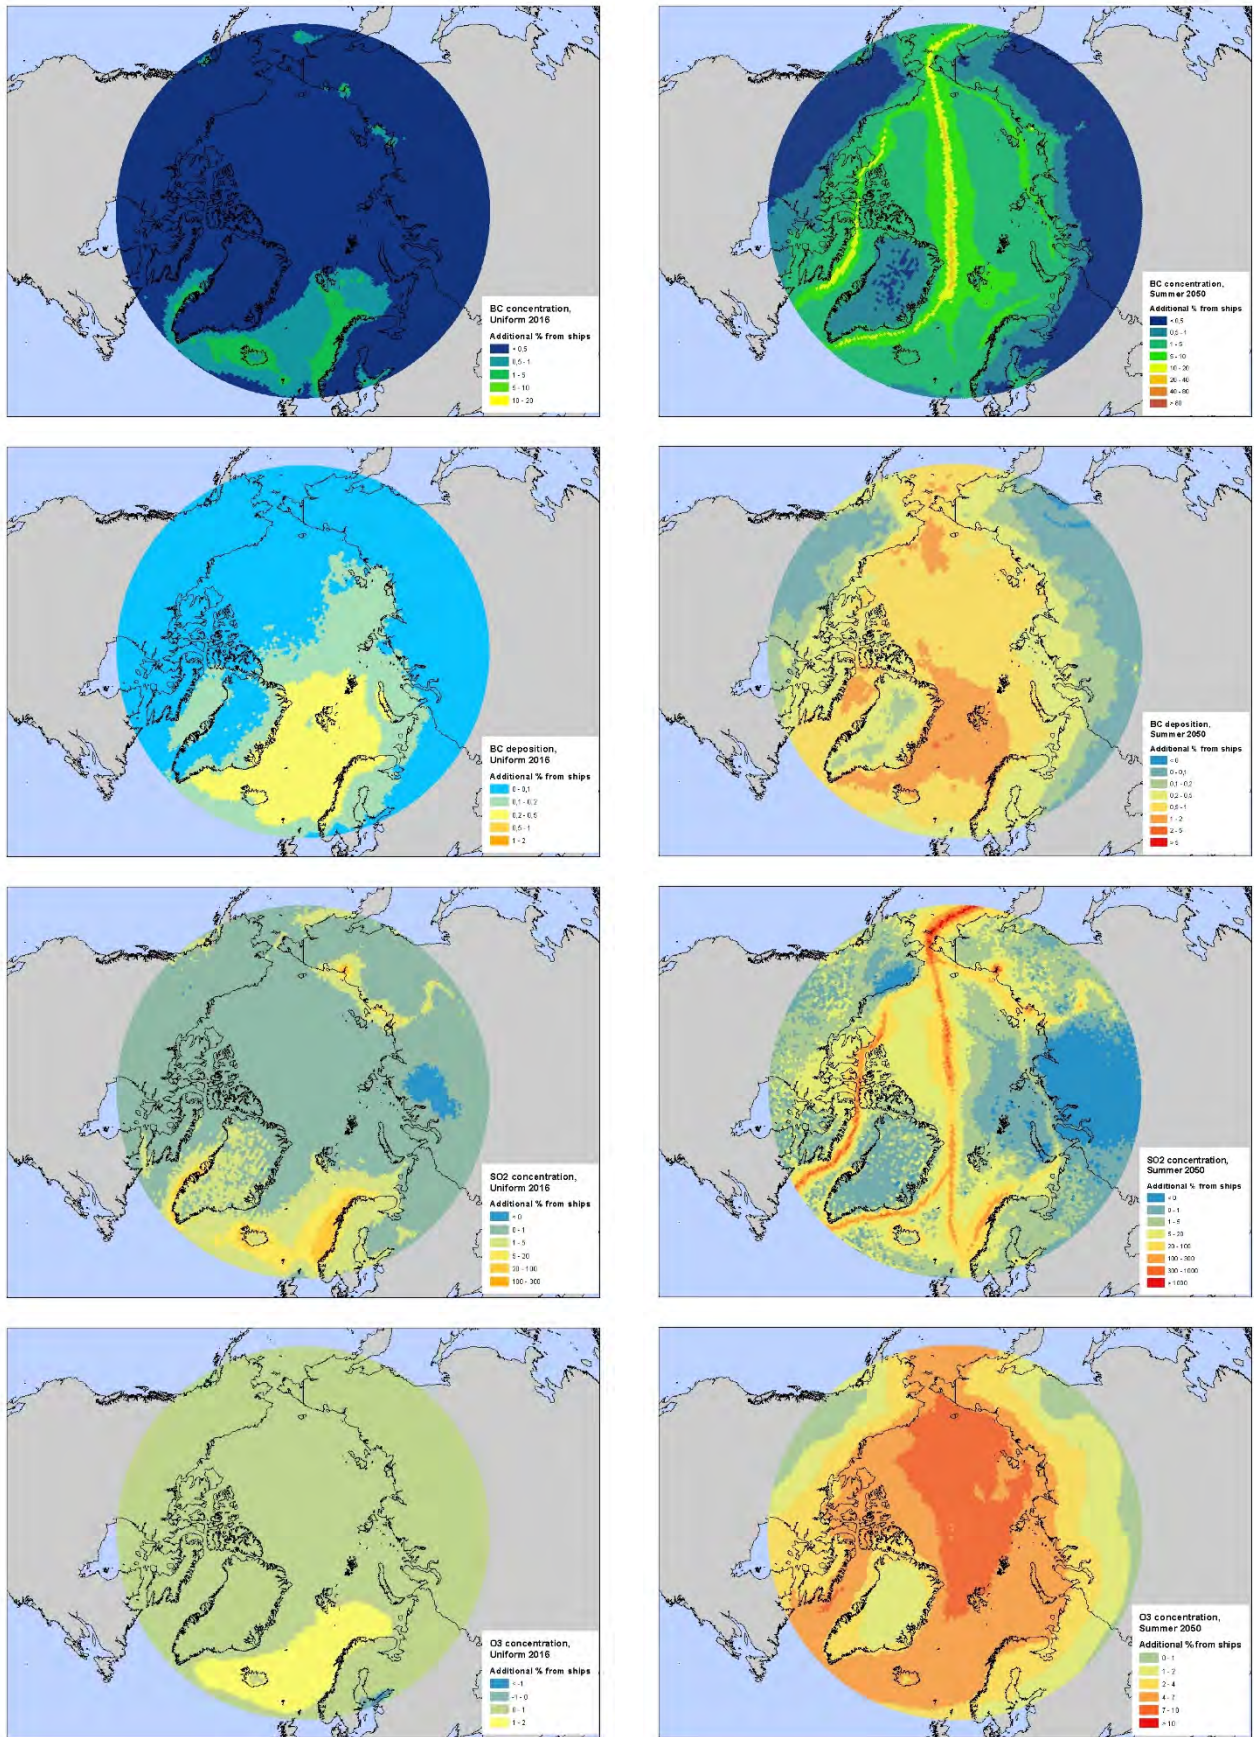 BC concentration,
Uniform 2016
Additional % from ships
< 0,5
0,5 - 1
1 - 5
5 - 10
10 - 20
BC concentration,
Summer 2050
Additional % from ships
< 0,5
0,5 - 1
1 - 5
5 - 10
10 - 20
20 - 40
> 80
BC deposition,
Uniform 2016
Additional % from ships
0 - 0,1
0,1 - 0,2
0,2 - 0,5
0,5 - 1
1 - 2
BC deposition,
Summer 2050
Additional % from ships
< 0
0 - 0,1
0,1 - 0,2
0,2 - 0,5
0,5 - 1
1 - 2
2 - 5
> 5
SO2 concentration,
Uniform 2016
Additional % from ships
< 0
0 - 1
1 - 5
5 - 20
20 - 100
100 - 300
SO2 concentration,
Summer 2050
Additional % from ships
< 0
0 - 1
1 - 5
5 - 20
20 - 100
100 - 300
300 - 1000
> 1000
O3 concentration,
Uniform 2016
Additional % from ships
< -1
-1 - 0
0 - 1
1 - 2
O3 concentration,
Summer 2050
Additional % from ships
0 - 1
1 - 2
2 - 4
4 - 7
7 - 10
> 10